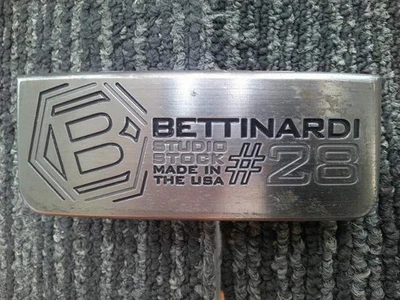 B
BETTINARDI
STUDIO
STOCK
MADE IN
THE USA
#28